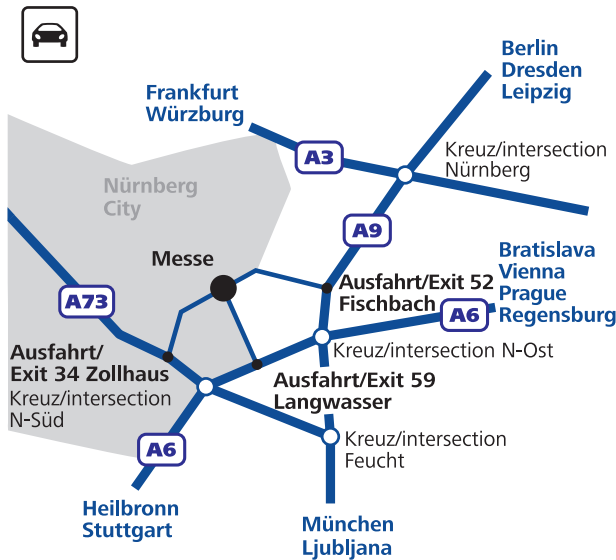 Berlin
Dresden
Leipzig
Frankfurt
Würzburg
A3
Kreuz/intersection
Nürnberg
Nürnberg
City
A9
Messe
Bratislava
Vienna
Prague
Regensburg
Ausfahrt/Exit 52
Fischbach
A73
A6
Ausfahrt/
Exit 34 Zollhaus
Kreuz/intersection
N-Süd
Kreuz/intersection N-Ost
Ausfahrt/Exit 59
Langwasser
A6
Kreuz/intersection
Feucht
Heilbronn
Stuttgart
München
Ljubljana